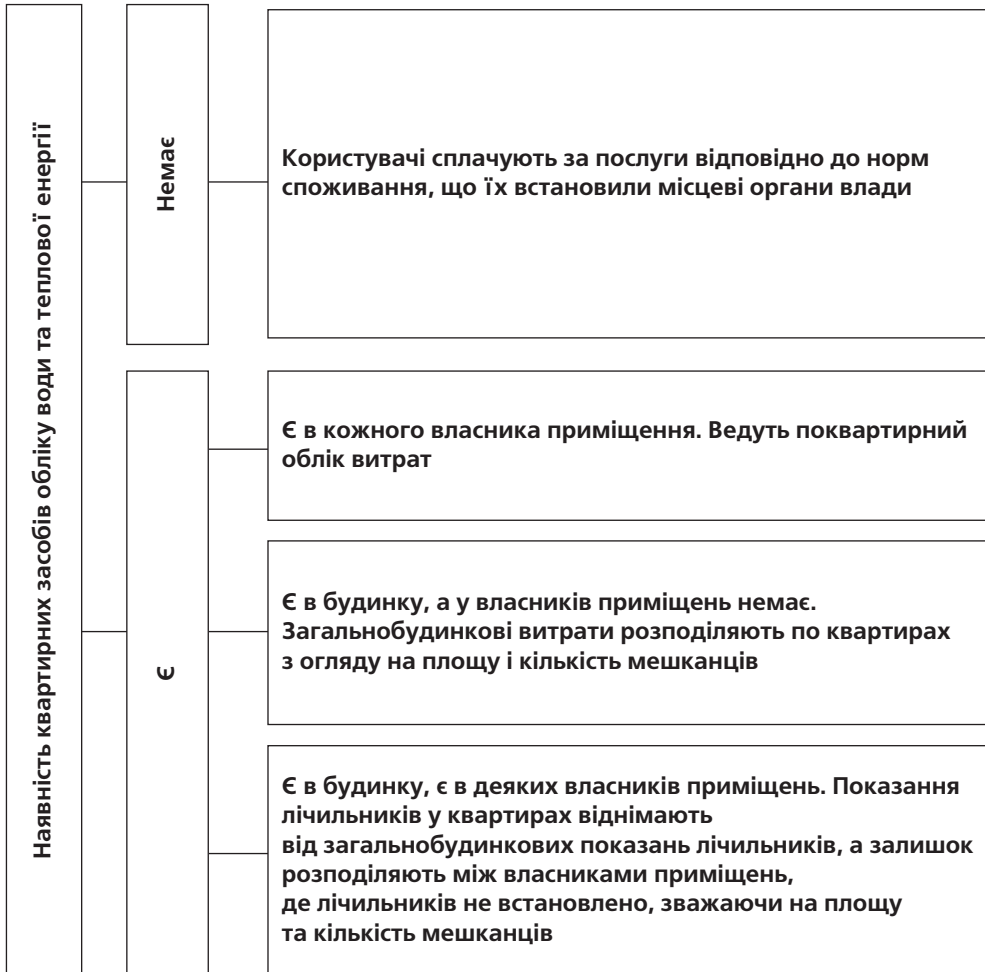 Наявність квартирних засобів обліку води та теплової енергії
Немає
Користувачі сплачують за послуги відповідно до норм
споживання, що їх встановили місцеві органи влади
Є
Є в кожного власника приміщення. Ведуть поквартирний
облік витрат
Є в будинку, а у власників приміщень немає.
Загальнобудинкові витрати розподіляють по квартирах
з огляду на площу і кількість мешканців
Є в будинку, є в деяких власників приміщень. Показання
лічильників у квартирах віднімають
від загальнобудинкових показань лічильників, а залишок
розподіляють між власниками приміщень,
де лічильників не встановлено, зважаючи на площу
та кількість мешканців